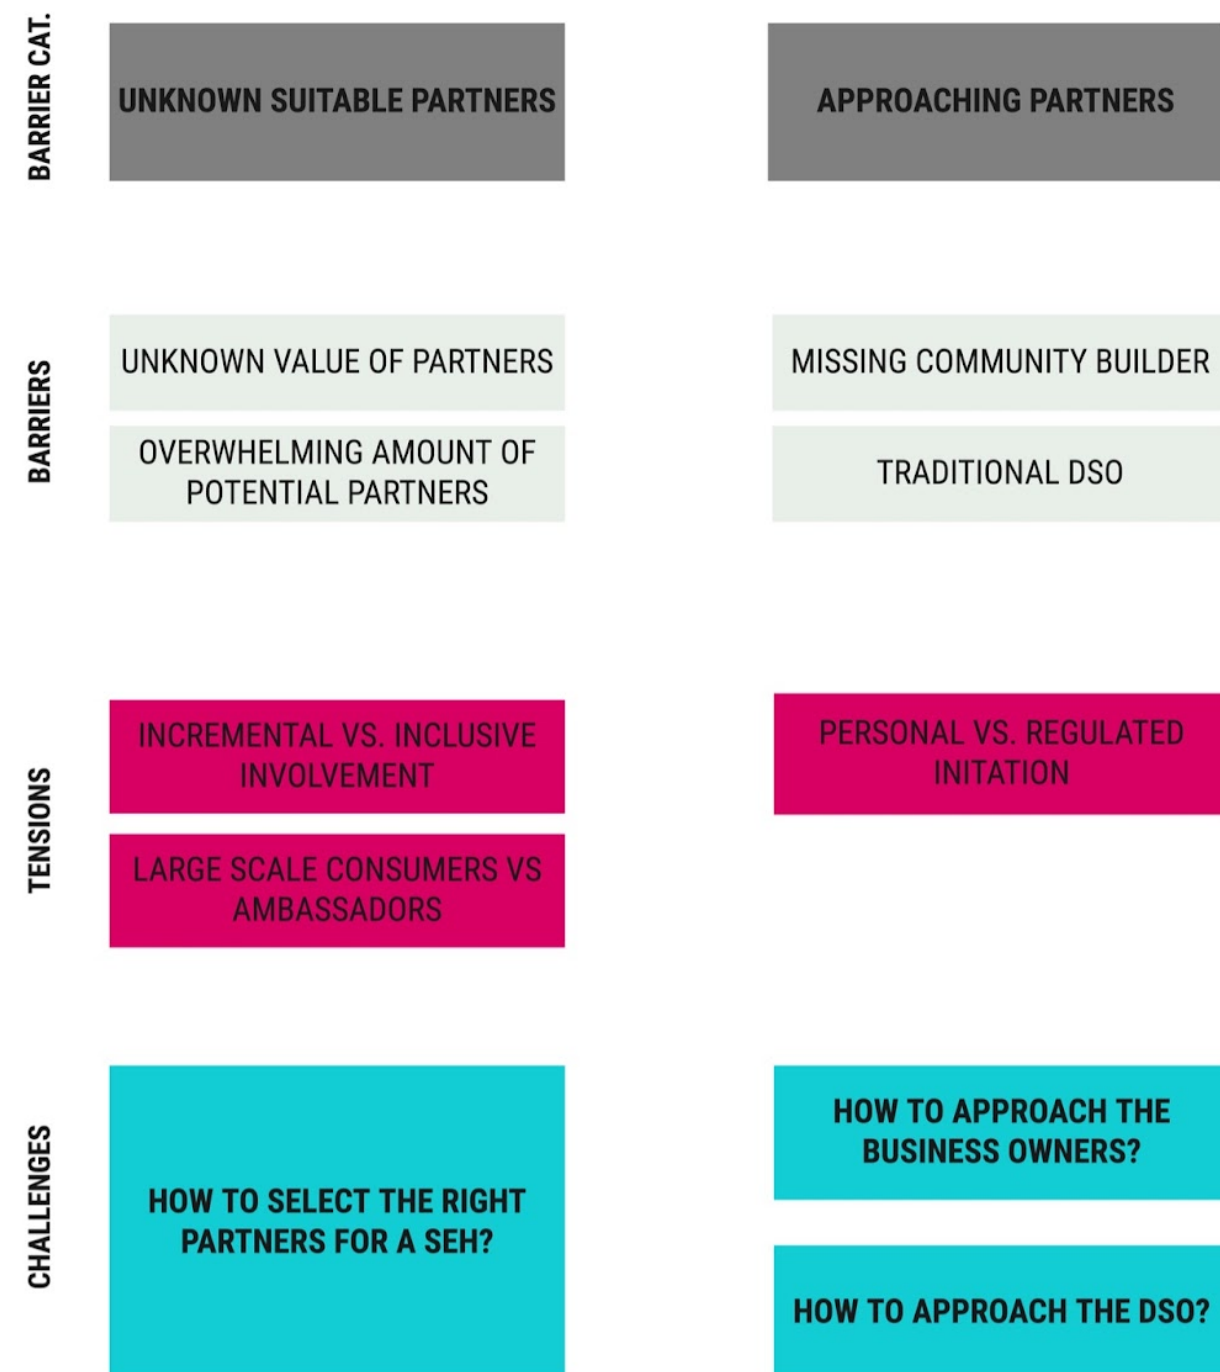 BARRIER CAT.
UNKNOWN SUITABLE PARTNERS
APPROACHING PARTNERS
BARRIERS
UNKNOWN VALUE OF PARTNERS
MISSING COMMUNITY BUILDER
OVERWHELMING AMOUNT OF
POTENTIAL PARTNERS
TRADITIONAL DSO
TENSIONS
INCREMENTAL VS. INCLUSIVE
INVOLVEMENT
PERSONAL VS. REGULATED
INITATION
LARGE SCALE CONSUMERS VS
AMBASSADORS
CHALLENGES
HOW TO SELECT THE RIGHT
PARTNERS FOR A SEH?
HOW TO APPROACH THE
BUSINESS OWNERS?
HOW TO APPROACH THE DSO?